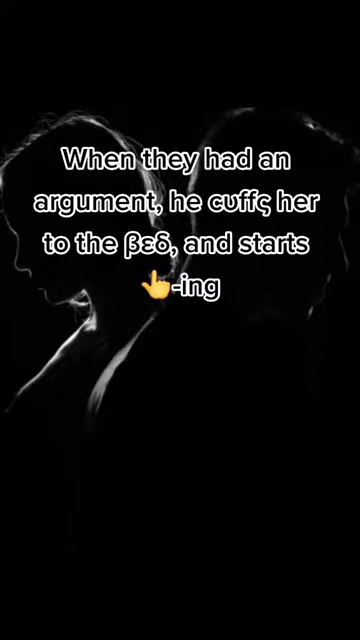 When they had an
argument, he cυffς her
to the βεδ, and starts
👆-ing